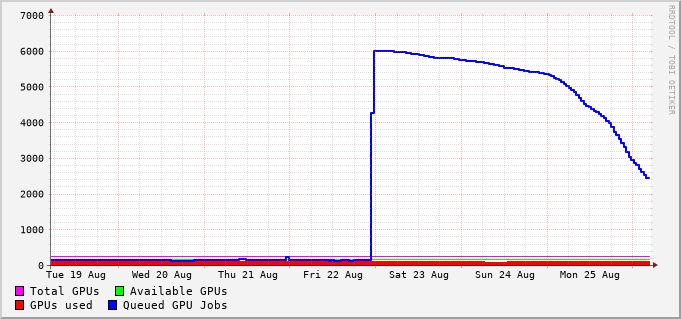 7000
6000
5000
4000
3000
2000
1000
0
Tue 19 Aug Wed 20 Aug Thu 21 Aug Fri 22 Aug Sat 23 Aug Sun 24 Aug Mon 25 Aug
Total GPUs Available GPUs
GPUs used Queued GPU Jobs
RRDTOOL / TOBI OETIKER